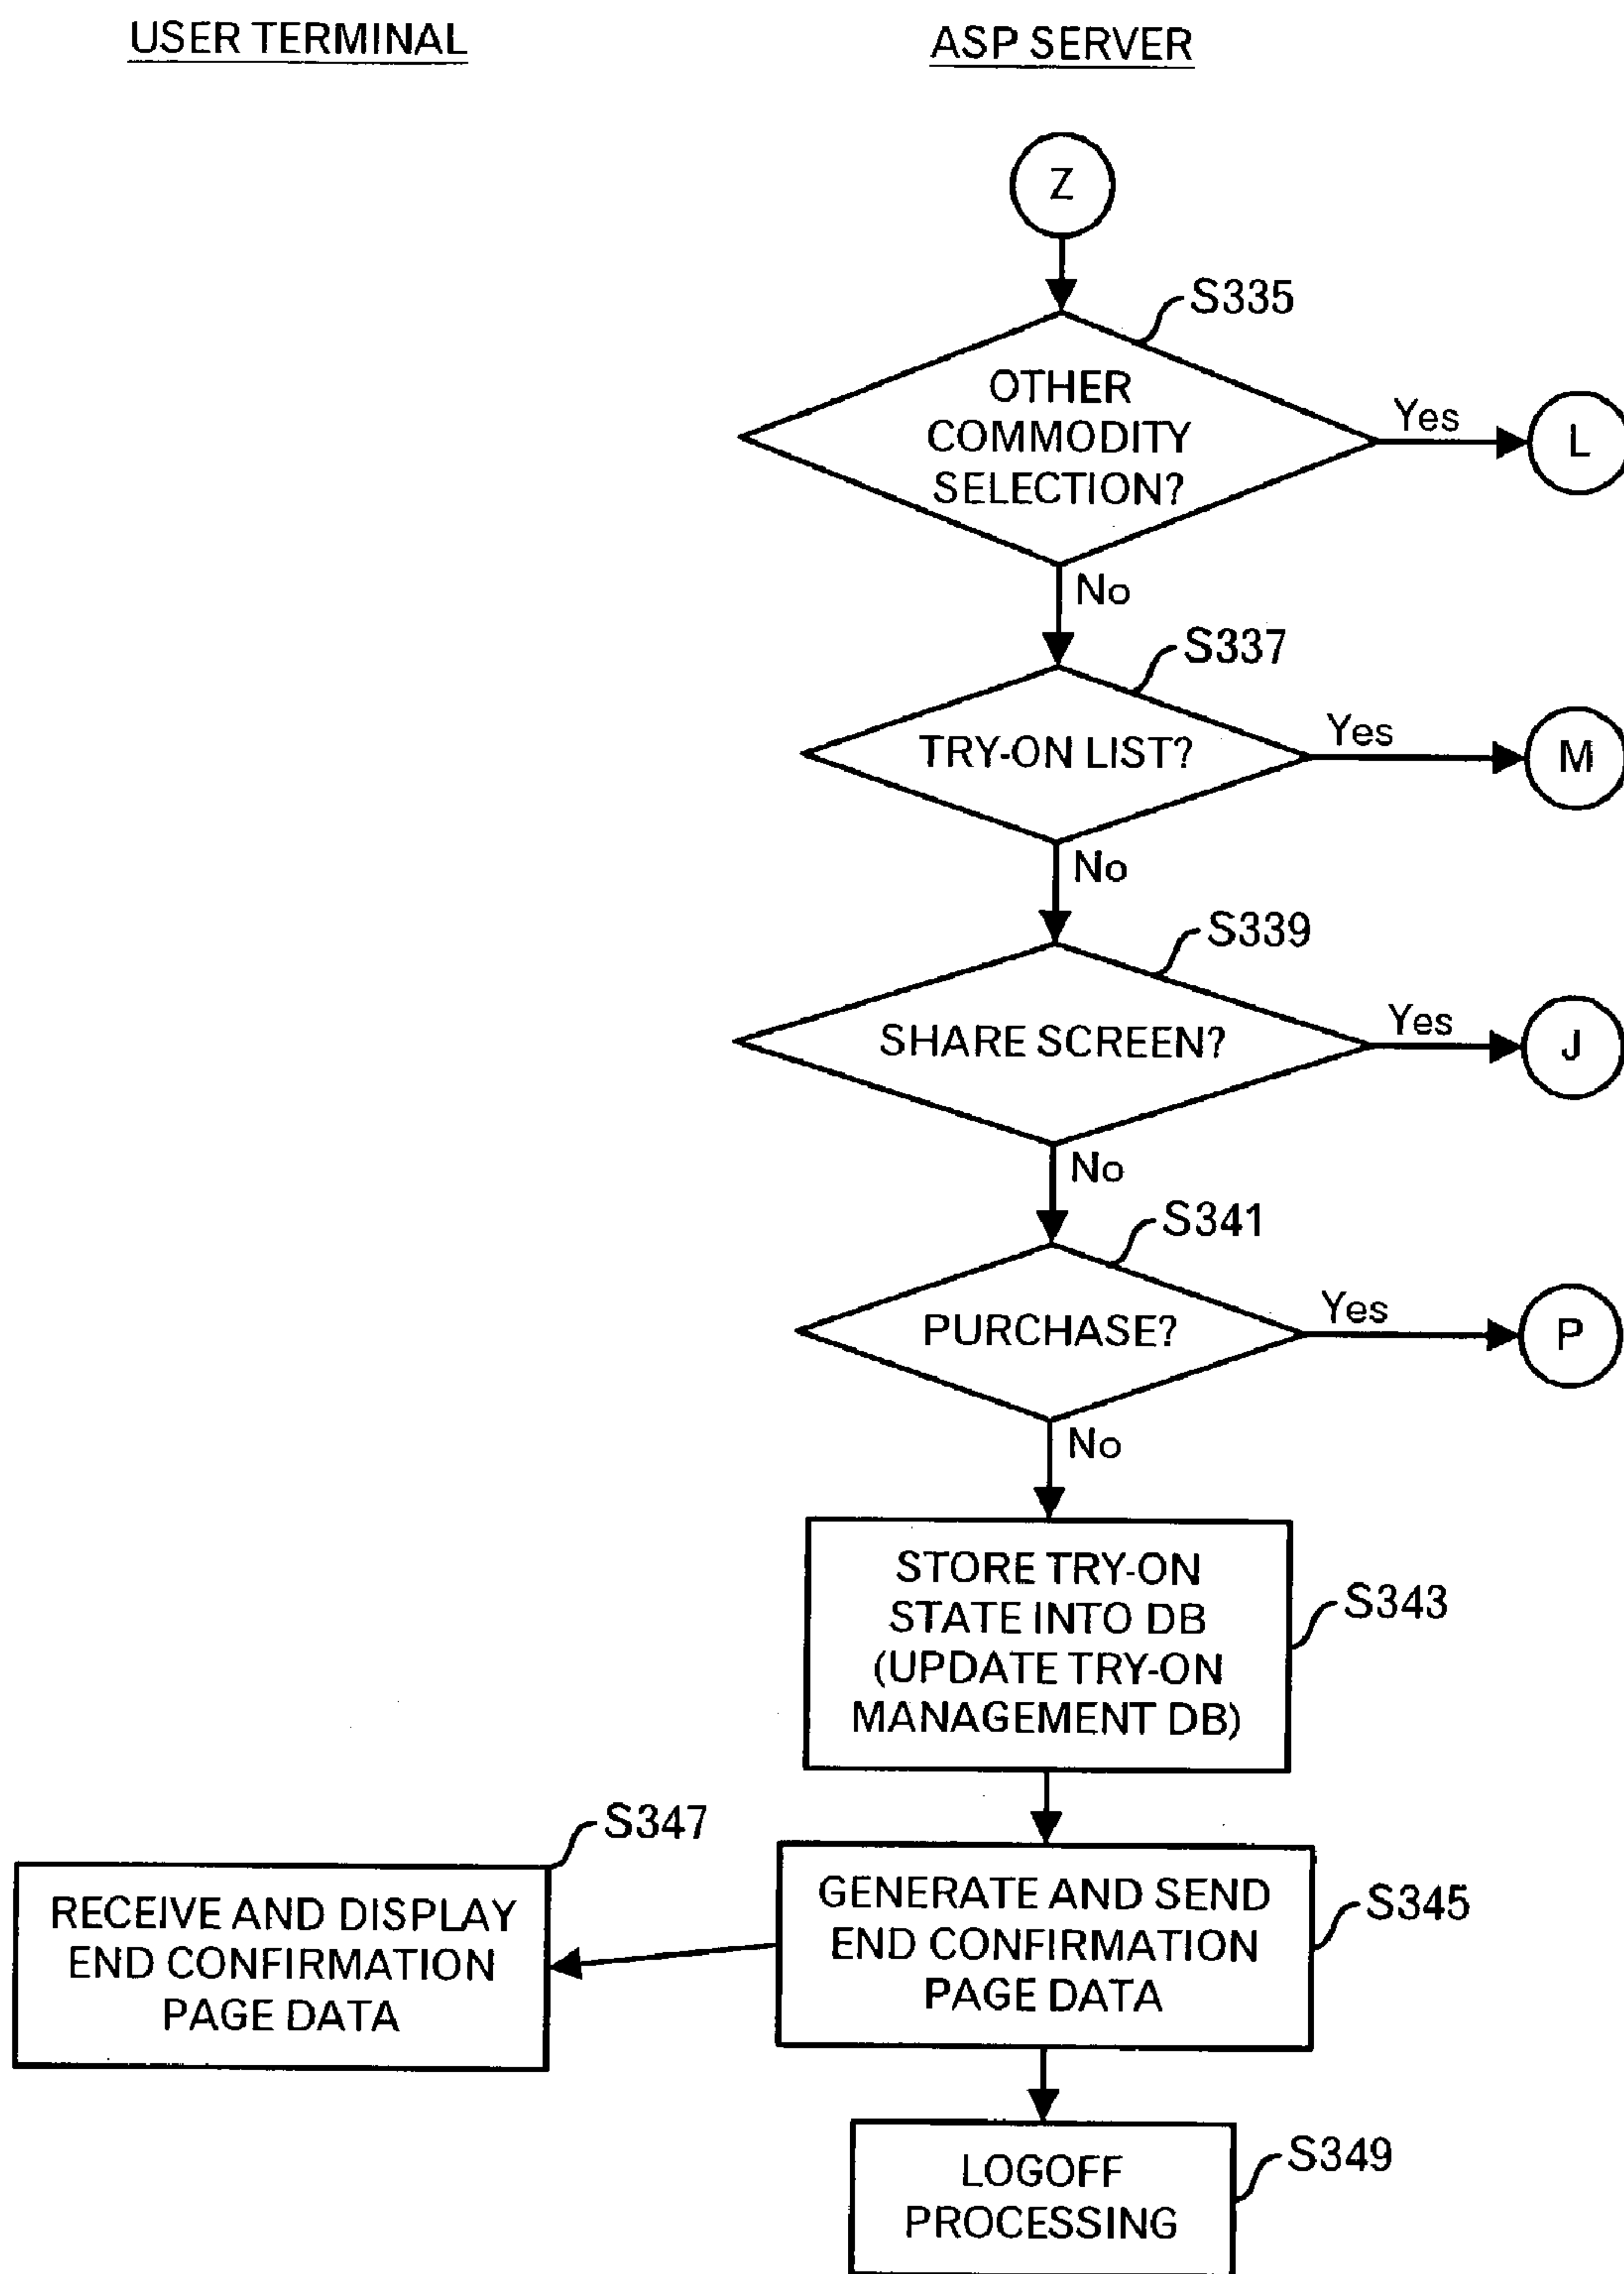 USER TERMINAL
ASP SERVER
Z
S335
OTHER
COMMODITY
SELECTION?
Yes
L
No
S337
TRY-ON LIST?
Yes
M
No
S339
SHARE SCREEN?
Yes
J
No
S341
PURCHASE?
Yes
P
No
STORE TRY-ON
STATE INTO DB
(UPDATE TRY-ON
MANAGEMENT DB)
S343
S347
RECEIVE AND DISPLAY
END CONFIRMATION
PAGE DATA
GENERATE AND SEND
END CONFIRMATION
PAGE DATA
S345
LOGOFF
PROCESSING
S349